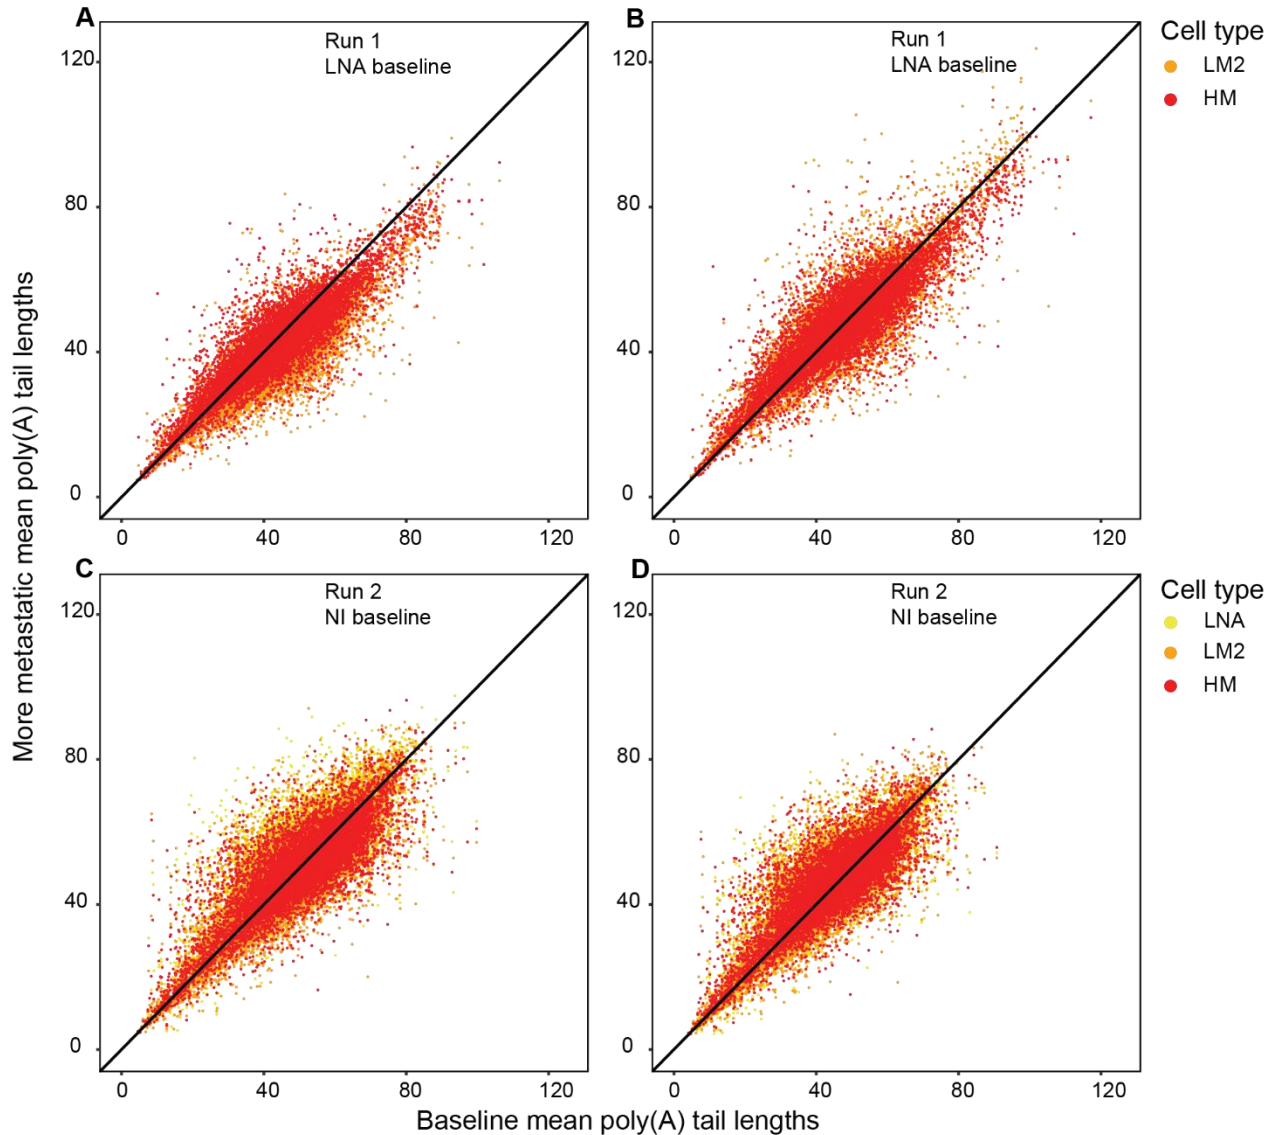 A
Run 1
LNA baseline
120
80
40
0
0 40 80 120
B
Run 1
LNA baseline
120
80
40
0
0 40 80 120
Cell type
LM2
HM
C
Run 2
NI baseline
120
80
40
0
0 40 80 120
D
Run 2
NI baseline
120
80
40
0
0 40 80 120
Cell type
LNA
LM2
HM
More metastatic mean poly(A) tail lengths
Baseline mean poly(A) tail lengths